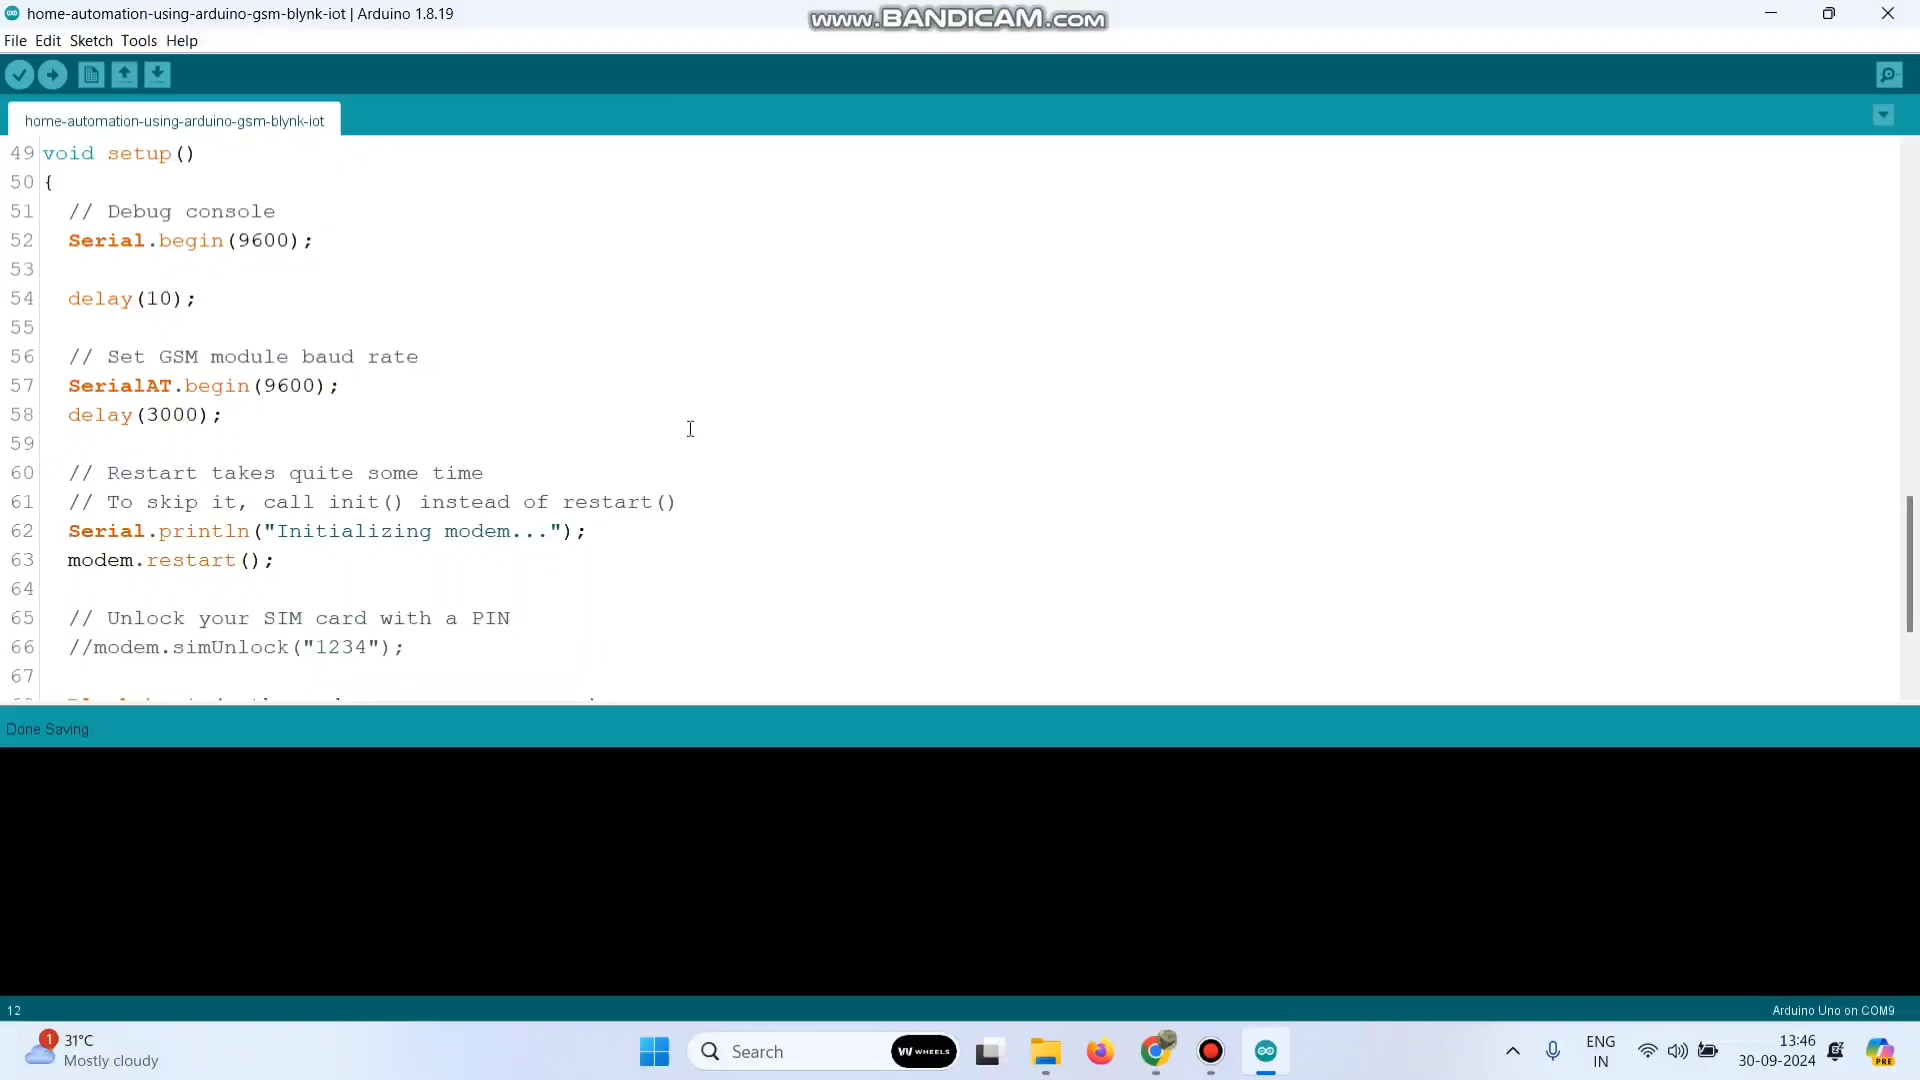 home-automation-using-arduino-gsm-blynk-iot | Arduino 1.8.19
www.BANDICAM.com
File Edit Sketch Tools Help
home-automation-using-arduino-gsm-blynk-iot
49 void setup()
50 {
51 // Debug console
52 Serial.begin(9600);
53
54 delay(10);
55
56 // Set GSM module baud rate
57 SerialAT.begin(9600);
58 delay(3000);
59
60 // Restart takes quite some time
61 // To skip it, call init() instead of restart()
62 Serial.println("Initializing modem...");
63 modem.restart();
64
65 // Unlock your SIM card with a PIN
66 //modem.simUnlock("1234");
67
Done Saving.
12
Arduino Uno on COM9
1
31°C
Mostly cloudy
Search
WHEELS
ENG
IN
13:46
30-09-2024
PRE